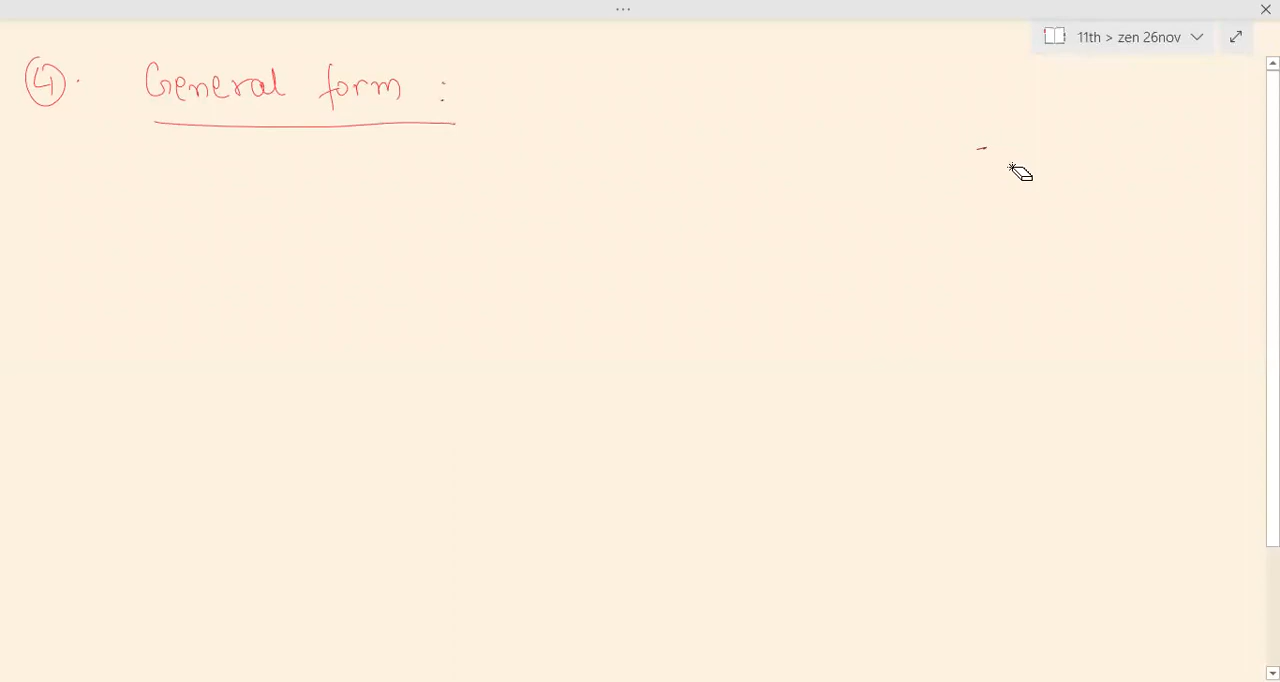 ...
11th > zen 26nov
④. General form :